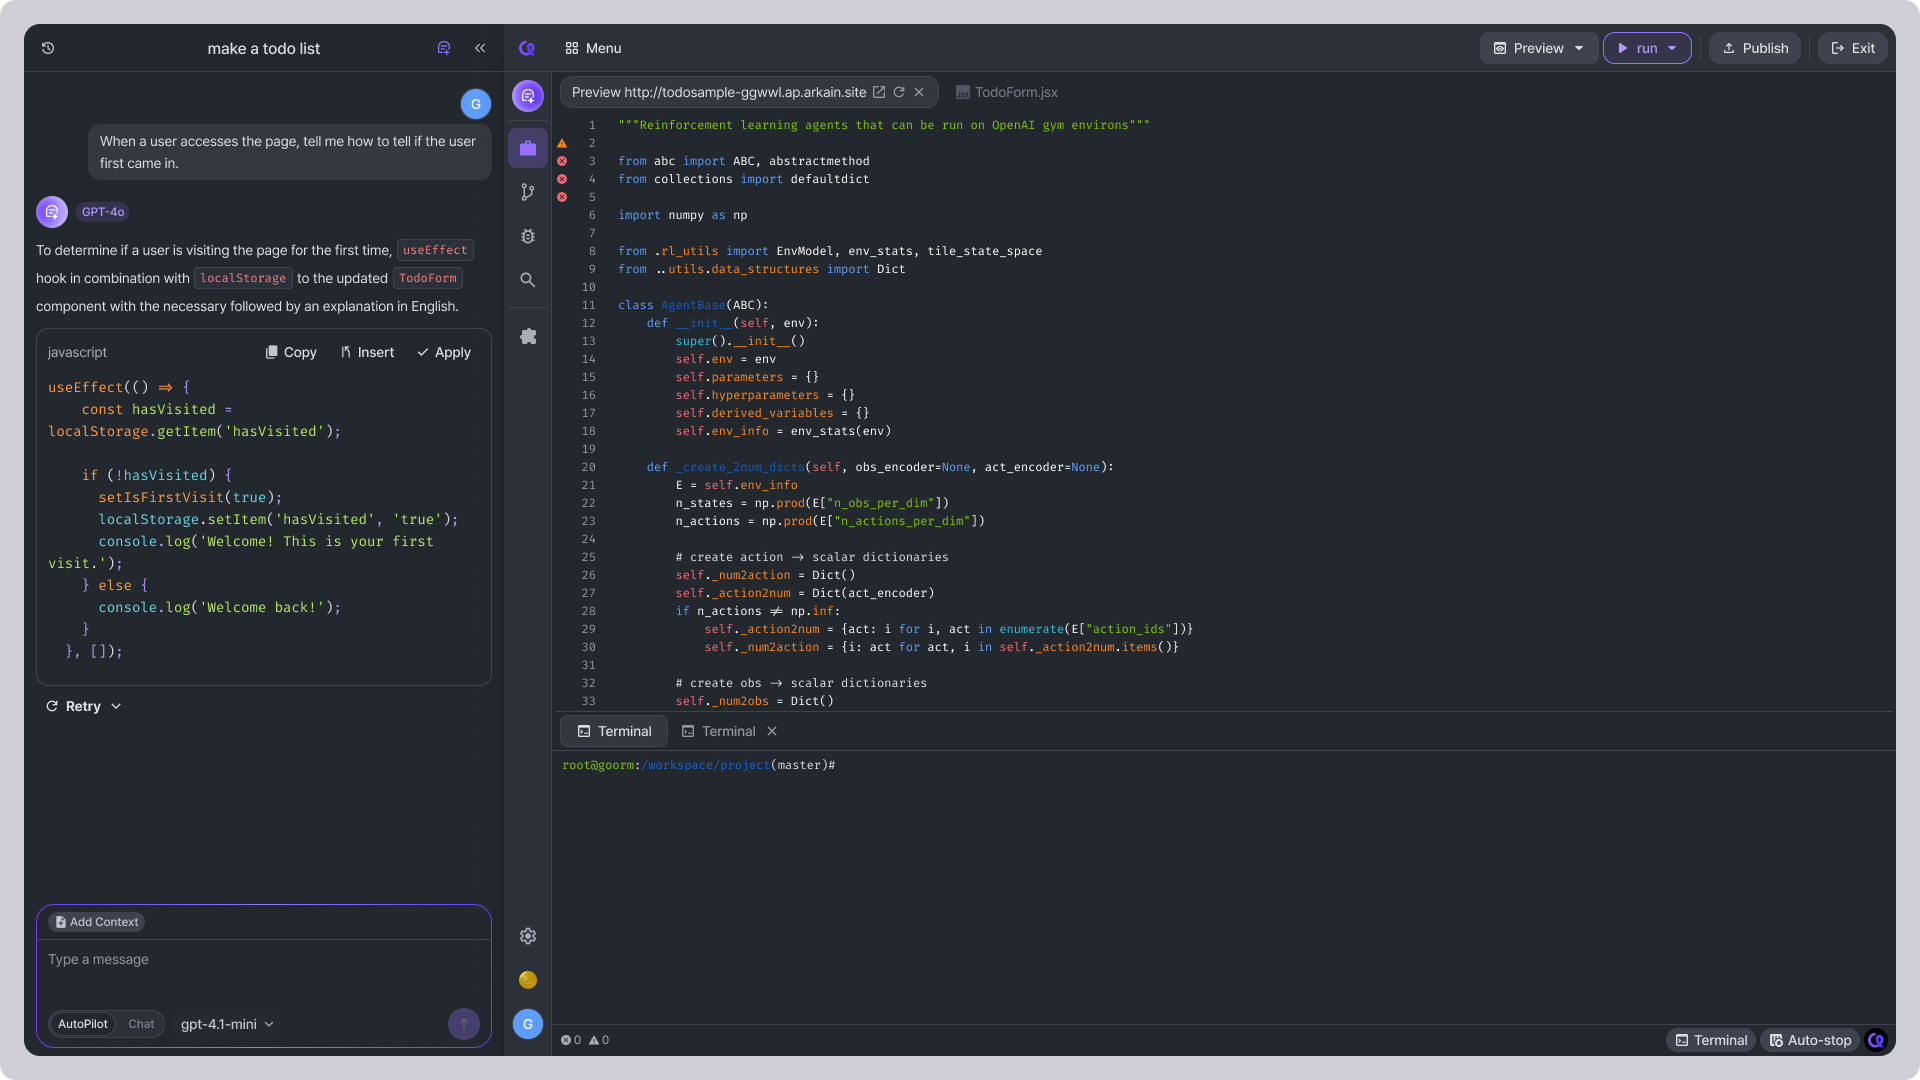 make a todo list
G
When a user accesses the page, tell me how to tell if the user
first came in.
GPT-4o
To determine if a user is visiting the page for the first time, useEffect
hook in combination with localStorage to the updated TodoForm
component with the necessary followed by an explanation in English.
javascript
Copy
Insert
Apply
useEffect(() => {
    const hasVisited =
localStorage.getItem('hasVisited');
    if (!hasVisited) {
      setIsFirstVisit(true);
      localStorage.setItem('hasVisited', 'true');
      console.log('Welcome! This is your first
visit.');
    } else {
      console.log('Welcome back!');
    }
  }, []);
Retry
Add Context
Type a message
AutoPilot
Chat
gpt-4.1-mini
G
Menu
Preview
run
Publish
Exit
Preview http://todosample-ggwwl.ap.arkain.site
JSX TodoForm.jsx
1 """Reinforcement learning agents that can be run on OpenAI gym environs"""
2
3 from abc import ABC, abstractmethod
4 from collections import defaultdict
5
6 import numpy as np
7
8 from .rl_utils import EnvModel, env_stats, tile_state_space
9 from ..utils.data_structures import Dict
10
11 class AgentBase(ABC):
12     def __init__(self, env):
13         super().__init__()
14         self.env = env
15         self.parameters = {}
16         self.hyperparameters = {}
17         self.derived_variables = {}
18         self.env_info = env_stats(env)
19
20     def _create_2num_dicts(self, obs_encoder=None, act_encoder=None):
21         E = self.env_info
22         n_states = np.prod(E["n_obs_per_dim"])
23         n_actions = np.prod(E["n_actions_per_dim"])
24
25         # create action -> scalar dictionaries
26         self._num2action = Dict()
27         self._action2num = Dict(act_encoder)
28         if n_actions != np.inf:
29             self._action2num = {act: i for i, act in enumerate(E["action_ids"])}
30             self._num2action = {i: act for act, i in self._action2num.items()}
31
32         # create obs -> scalar dictionaries
33         self._num2obs = Dict()
Terminal
Terminal
root@goorm:/workspace/project(master)#
0
0
Terminal
Auto-stop